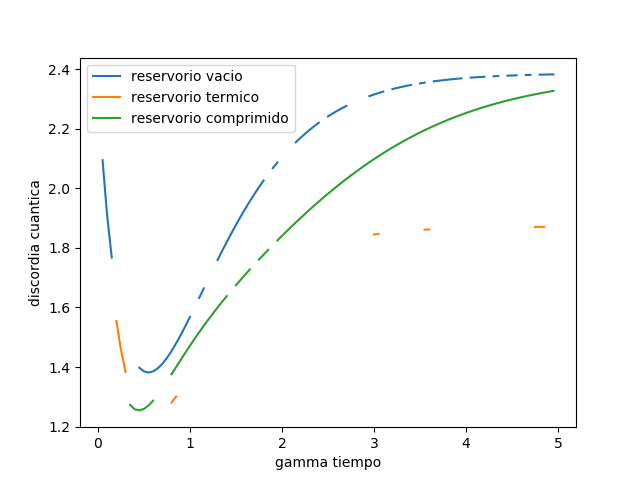 reservorio vacio
reservorio termico
reservorio comprimido
2.4
2.2
2.0
1.8
1.6
1.4
1.2
discordia cuantica
0 1 2 3 4 5
gamma tiempo